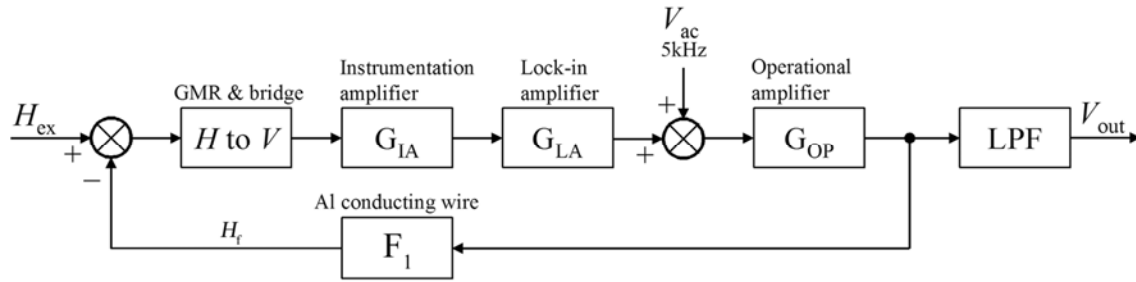 V_ac
5kHz
Instrumentation
amplifier
Lock-in
amplifier
Operational
amplifier
GMR & bridge
H_ex
H to V
G_IA
G_LA
G_OP
LPF
V_out
+
−
+
+
Al conducting wire
H_f
F_1